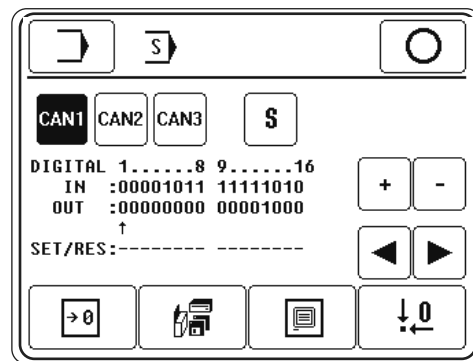 S
CAN1 CAN2 CAN3 S
DIGITAL 1......8 9......16
IN :00001011 11111010
OUT :00000000 00001000
↑
SET/RES:-------- --------
+ -
→0
↓0